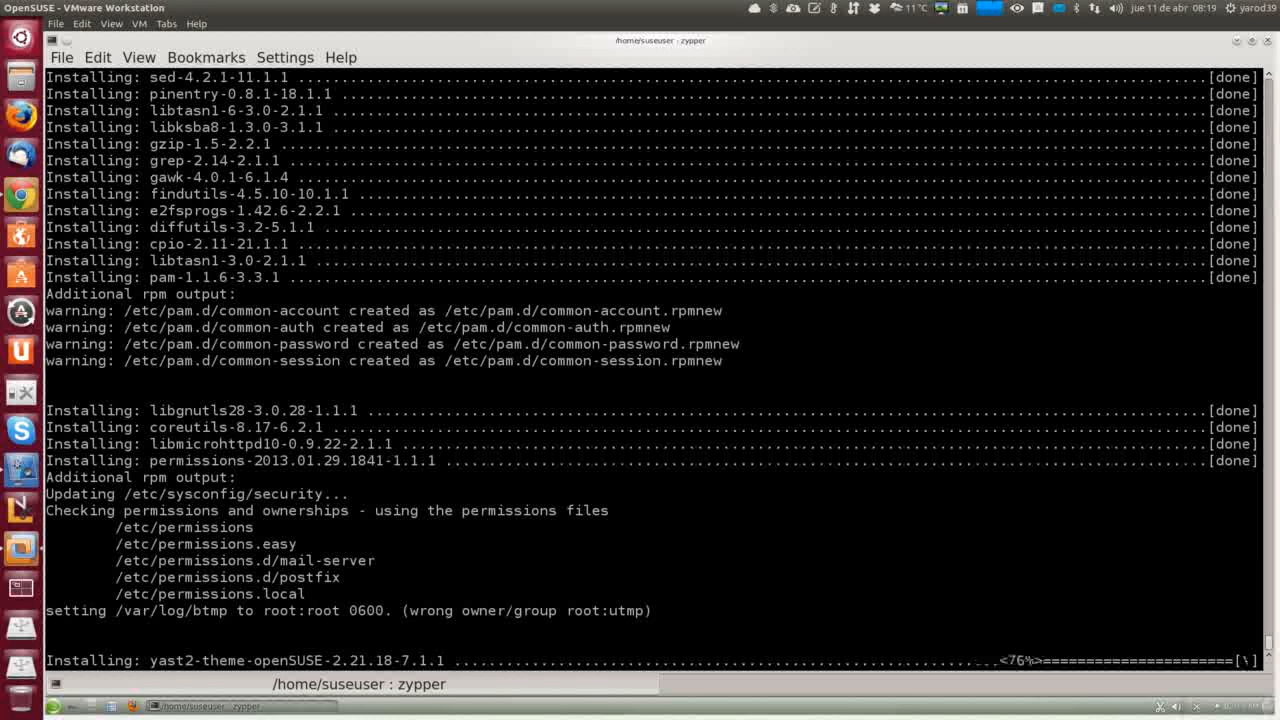 OpenSUSE - VMware Workstation
11°C
jue 11 de abr 08:19
yarod39
File Edit View VM Tabs Help
/home/suseuser : zypper
File Edit View Bookmarks Settings Help
Installing: sed-4.2.1-11.1.1 ........................................[done]
Installing: pinentry-0.8.1-18.1.1 ........................................[done]
Installing: libtasn1-6-3.0-2.1.1 ........................................[done]
Installing: libksba8-1.3.0-3.1.1 ........................................[done]
Installing: gzip-1.5-2.2.1 ........................................[done]
Installing: grep-2.14-2.1.1 ........................................[done]
Installing: gawk-4.0.1-6.1.4 ........................................[done]
Installing: findutils-4.5.10-10.1.1 ........................................[done]
Installing: e2fsprogs-1.42.6-2.2.1 ........................................[done]
Installing: diffutils-3.2-5.1.1 ........................................[done]
Installing: cpio-2.11-21.1.1 ........................................[done]
Installing: libtasn1-3.0-2.1.1 ........................................[done]
Installing: pam-1.1.6-3.3.1 ........................................[done]
Additional rpm output:
warning: /etc/pam.d/common-account created as /etc/pam.d/common-account.rpmnew
warning: /etc/pam.d/common-auth created as /etc/pam.d/common-auth.rpmnew
warning: /etc/pam.d/common-password created as /etc/pam.d/common-password.rpmnew
warning: /etc/pam.d/common-session created as /etc/pam.d/common-session.rpmnew
Installing: libgnutls28-3.0.28-1.1.1 ........................................[done]
Installing: coreutils-8.17-6.2.1 ........................................[done]
Installing: libmicrohttpd10-0.9.22-2.1.1 ........................................[done]
Installing: permissions-2013.01.29.1841-1.1.1 ........................................[done]
Additional rpm output:
Updating /etc/sysconfig/security...
Checking permissions and ownerships - using the permissions files
/etc/permissions
/etc/permissions.easy
/etc/permissions.d/mail-server
/etc/permissions.d/postfix
/etc/permissions.local
setting /var/log/btmp to root:root 0600. (wrong owner/group root:utmp)
Installing: yast2-theme-openSUSE-2.21.18-7.1.1 ........................................<76%>======================[\]
/home/suseuser : zypper
/home/suseuser : zypper